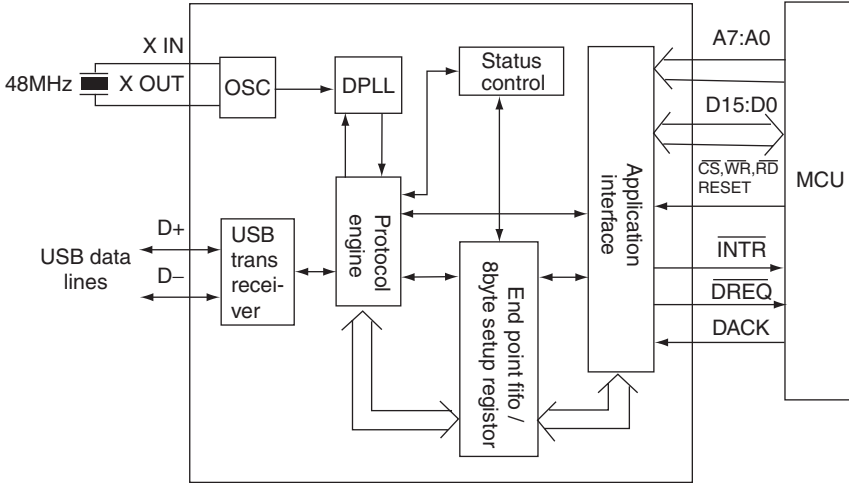 X IN
48MHz
X OUT
OSC
DPLL
Status
control
A7:A0
D15:D0
CS,WR,RD
RESET
MCU
Application
interface
Protocol
engine
D+
USB data
lines
D−
USB
trans
recei-
ver
End point fifo /
8byte setup registor
INTR
DREQ
DACK